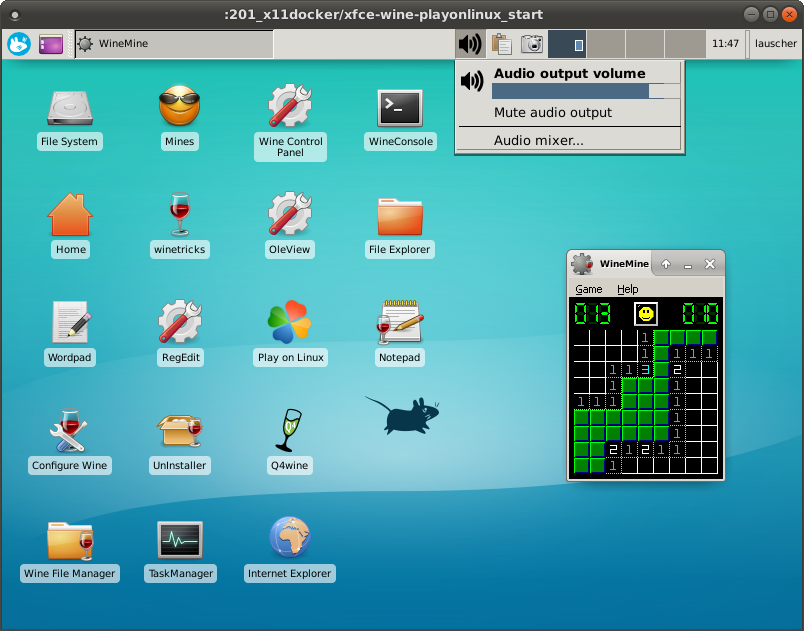 :201_x11docker/xfce-wine-playonlinux_start
WineMine
11:47
lauscher
Audio output volume
Mute audio output
Audio mixer...
File System
Mines
Wine Control
Panel
WineConsole
Home
winetricks
OleView
File Explorer
Wordpad
RegEdit
Play on Linux
Notepad
Configure Wine
UnInstaller
Q4
Q4wine
Wine File Manager
TaskManager
Internet Explorer
WineMine
Game Help
013 010
1
1 1 1 1
1 1 3 2
1 1
1 1 1 1
1
1
2 1 2 1 1
1